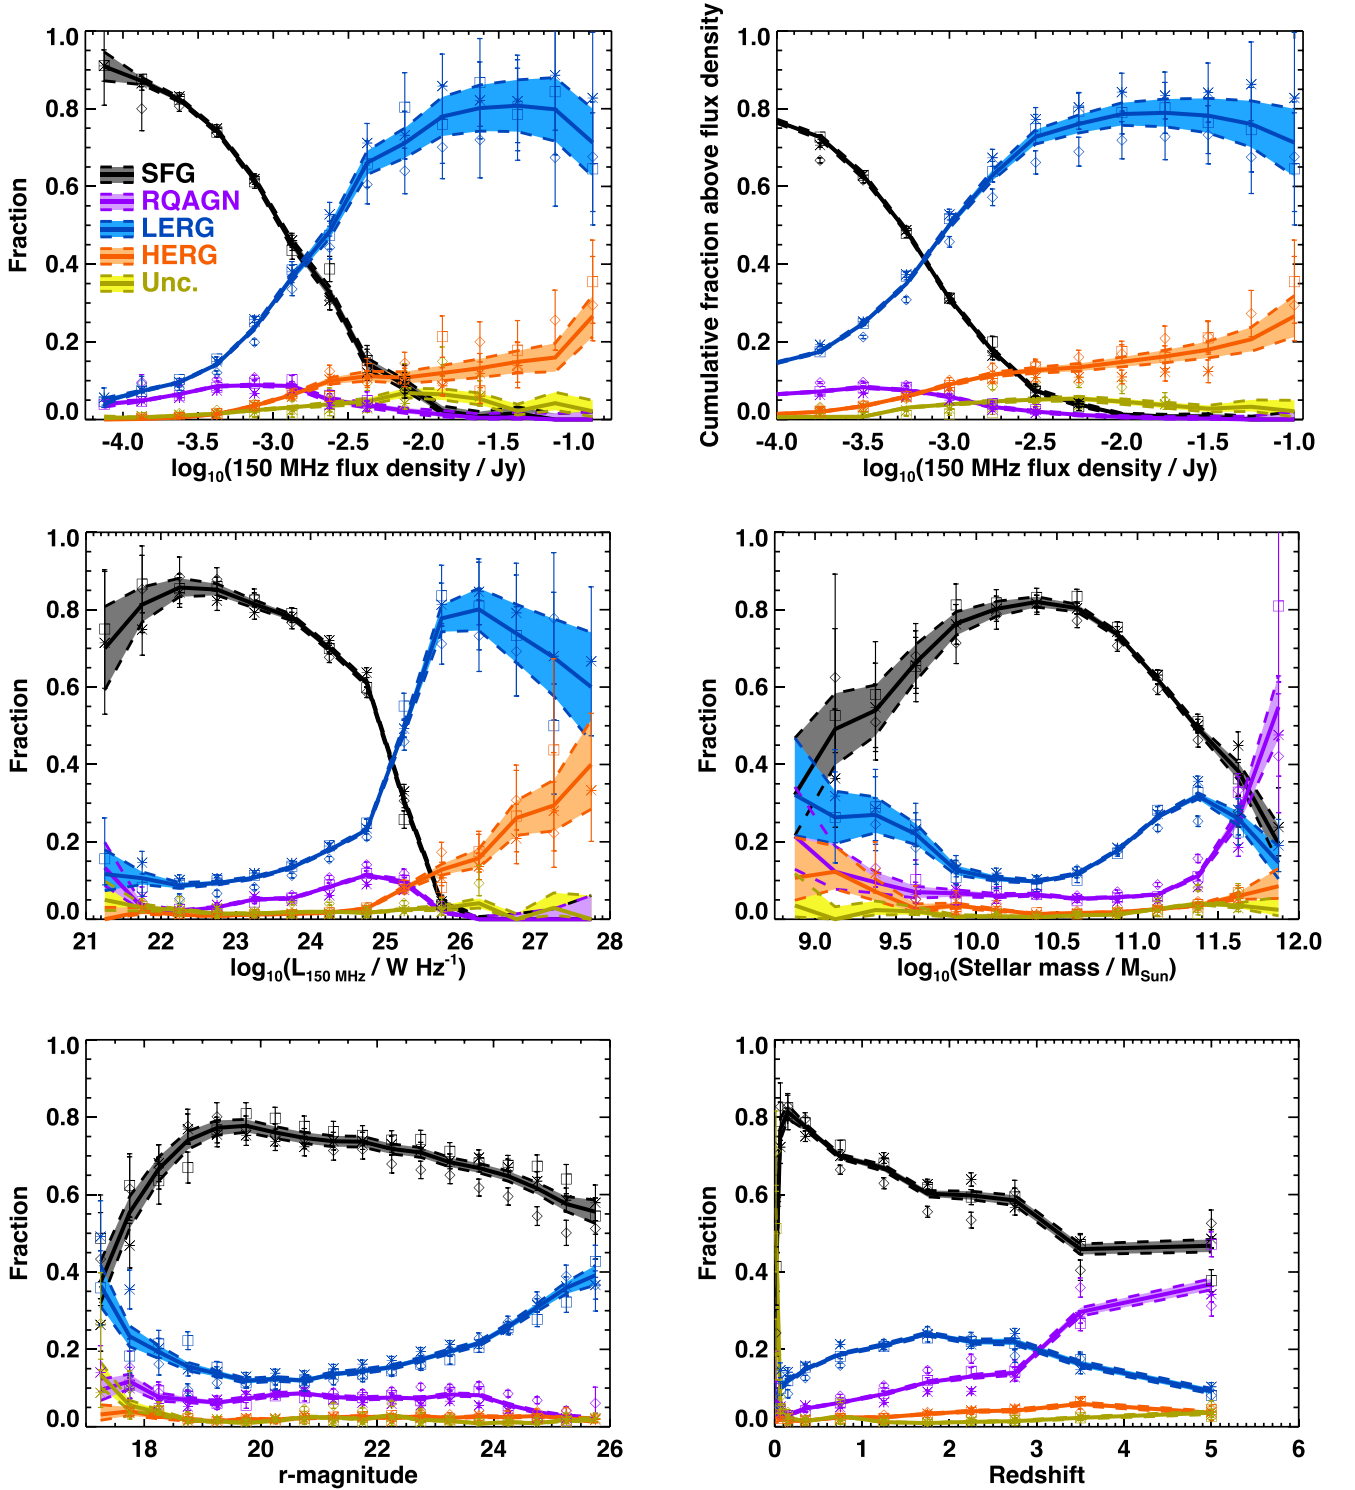 Fraction
1.0
0.8
0.6
0.4
0.2
0.0
SFG
RQAGN
LERG
HERG
Unc.
-4.0 -3.5 -3.0 -2.5 -2.0 -1.5 -1.0
log10(150 MHz flux density / Jy)
Cumulative fraction above flux density
1.0
0.8
0.6
0.4
0.2
0.0
-4.0 -3.5 -3.0 -2.5 -2.0 -1.5 -1.0
log10(150 MHz flux density / Jy)
Fraction
1.0
0.8
0.6
0.4
0.2
0.0
21 22 23 24 25 26 27 28
log10(L150 MHz / W Hz-1)
Fraction
1.0
0.8
0.6
0.4
0.2
0.0
9.0 9.5 10.0 10.5 11.0 11.5 12.0
log10(Stellar mass / MSun)
Fraction
1.0
0.8
0.6
0.4
0.2
0.0
18 20 22 24 26
r-magnitude
Fraction
1.0
0.8
0.6
0.4
0.2
0.0
0 1 2 3 4 5 6
Redshift